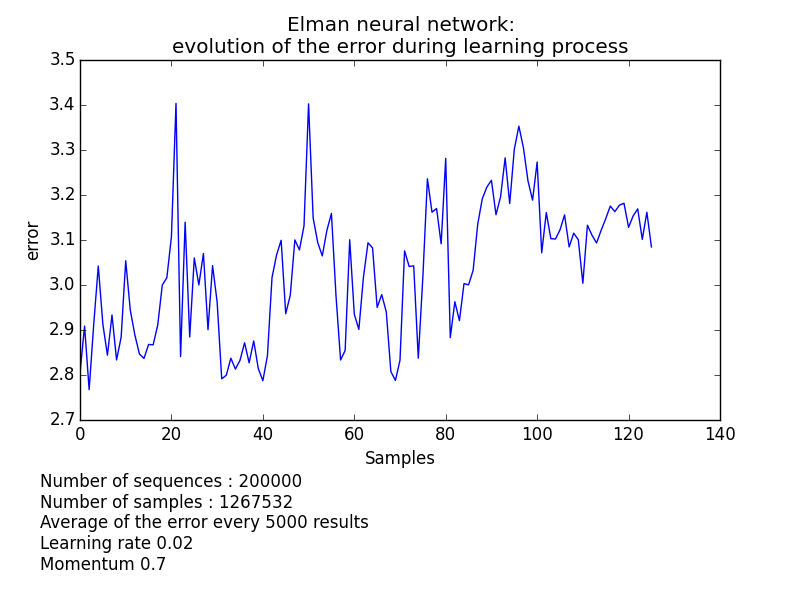 Elman neural network:
evolution of the error during learning process
3.5
3.4
3.3
3.2
3.1
3.0
2.9
2.8
2.7
error
0 20 40 60 80 100 120 140
Samples
Number of sequences : 200000
Number of samples : 1267532
Average of the error every 5000 results
Learning rate 0.02
Momentum 0.7